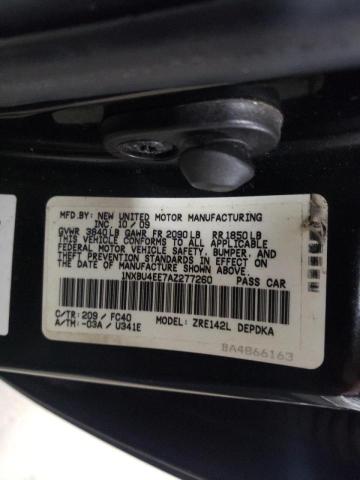 MFD.BY: NEW UNITED MOTOR MANUFACTURING
INC. 10/09
GVWR 3840LB GAWR FR 2090LB RR1850LB
THIS VEHICLE CONFORMS TO ALL APPLICABLE
FEDERAL MOTOR VEHICLE SAFETY, BUMPER, AND
THEFT PREVENTION STANDARDS IN EFFECT ON
THE DATE OF MANUFACTURE SHOWN ABOVE.
1NXBU4EE7AZ277260 PASS CAR
C/TR: 209 / FC40 MODEL: ZRE142L DEPDKA
A/TM: -03A / U341E
BA4866163